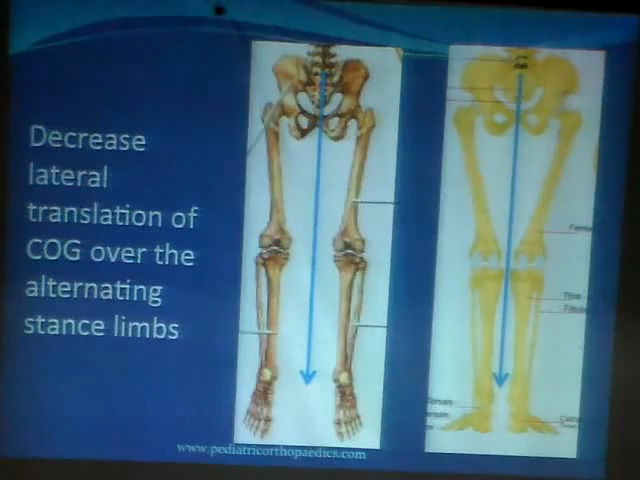 Decrease
lateral
translation of
COG over the
alternating
stance limbs
www.pediatricorthopaedics.com